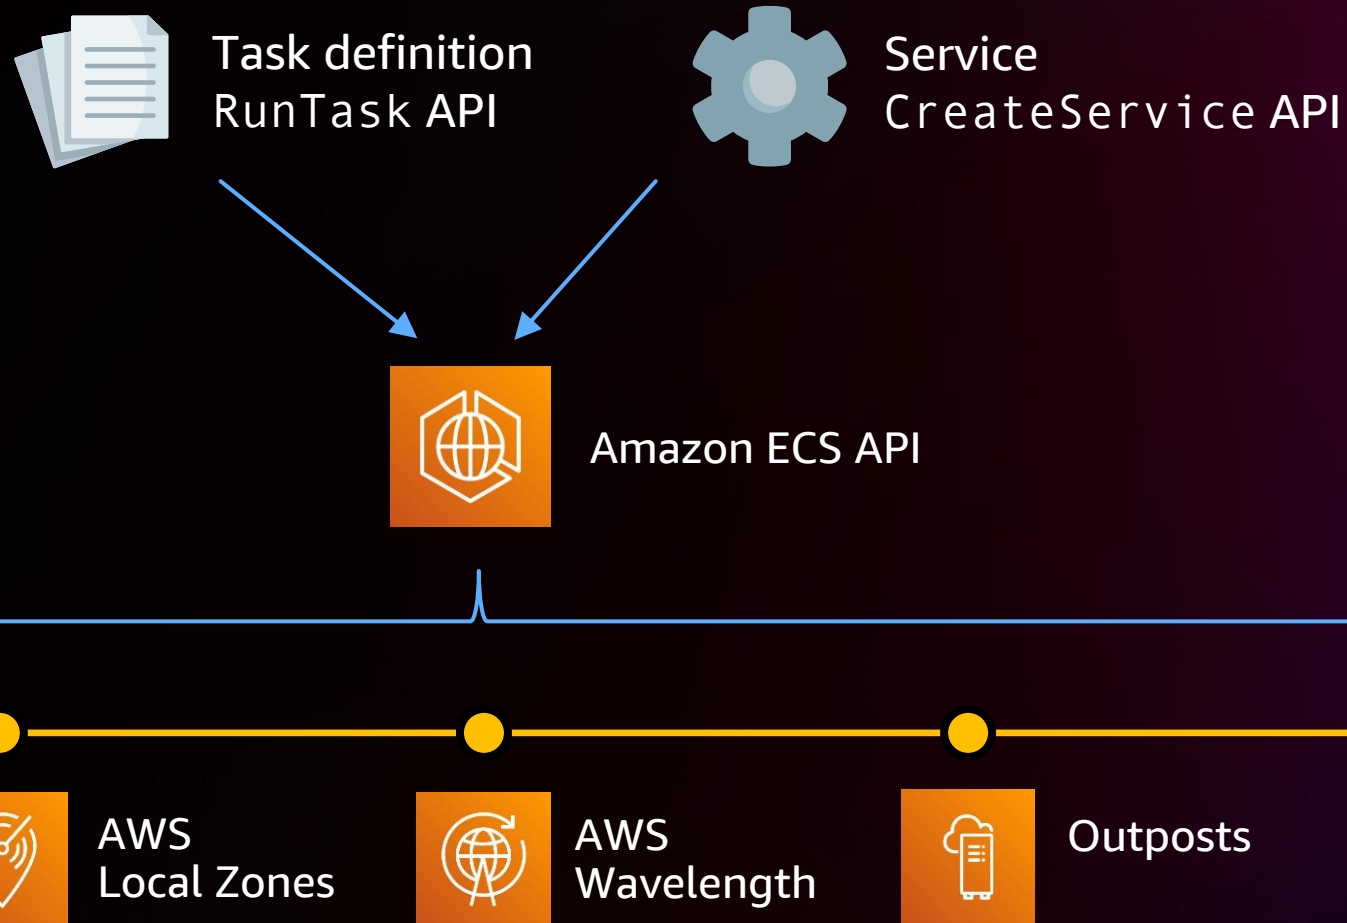 Task definition
RunTask API
Service
CreateService API
Amazon ECS API
AWS
Local Zones
AWS
Wavelength
Outposts